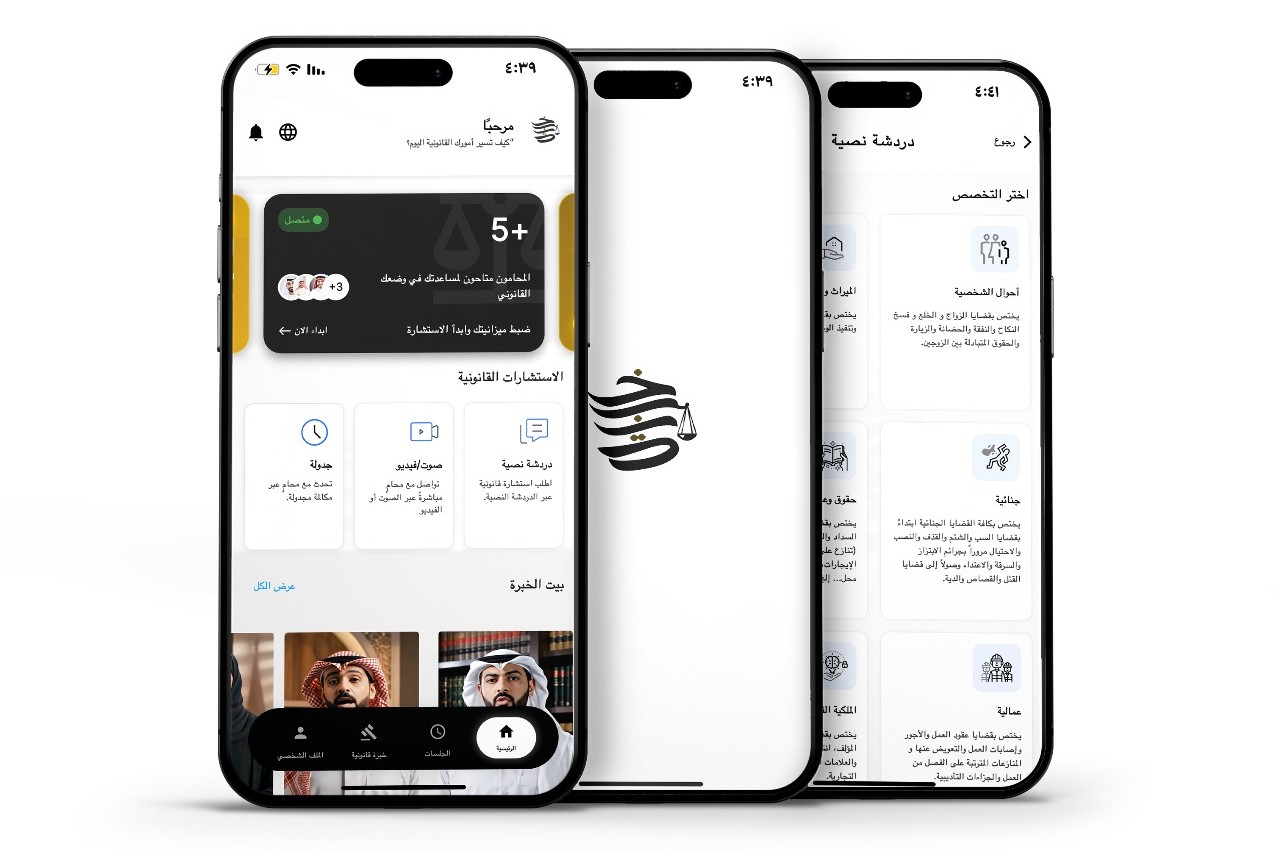 ٤:٣٩
مرحبًا
"كيف تسير أمورك القانونية اليوم؟
متصل
5+
المحامون متاحون لمساعدتك في وضعك
القانوني
+3
ضبط ميزانيتك وابدأ الاستشارة
ابداء الان
الاستشارات القانونية
دردشة نصية
اطلب استشارة قانونية
عبر الدردشة النصية.
صوت/فيديو
تواصل مع محامٍ
مباشرةً عبر الصوت أو
الفيديو
جدولة
تحدث مع محامٍ عبر
مكالمة مجدولة.
بيت الخبرة
عرض الكل
الرئيسية
الجلسات
خبرة قانونية
الملف الشخصي
٤:٣٩
٤:٤١
رجوع
دردشة نصية
اختر التخصص
أحوال الشخصية
يختص بقضايا الزواج و الخلع و فسخ
النكاح والنفقة والحضانة والزيارة
والحقوق المتبادلة بين الزوجين.
الميراث و
يختص بق
وتنفيذ الو
جنائية
يختص بكافة القضايا الجنائية ابتداءً
بقضايا السب والشتم والقذف والنصب
والاحتيال مروراً بجرائم الابتزاز
والسرقة والاعتداء وصولاً إلى قضايا
القتل والقصاص والدية.
حقوق وع
يختص بق
السداد وال
(تنازع على
الإيجارات
محل... إلخ
عمالية
يختص بقضايا عقود العمل والأجور
وإصابات العمل والتعويض عنها و
المنازعات المترتبة على الفصل من
العمل والجزاءات التأديبية.
الملكية الف
يختص بق
المؤلف، انت
والعلامات
التجارية.